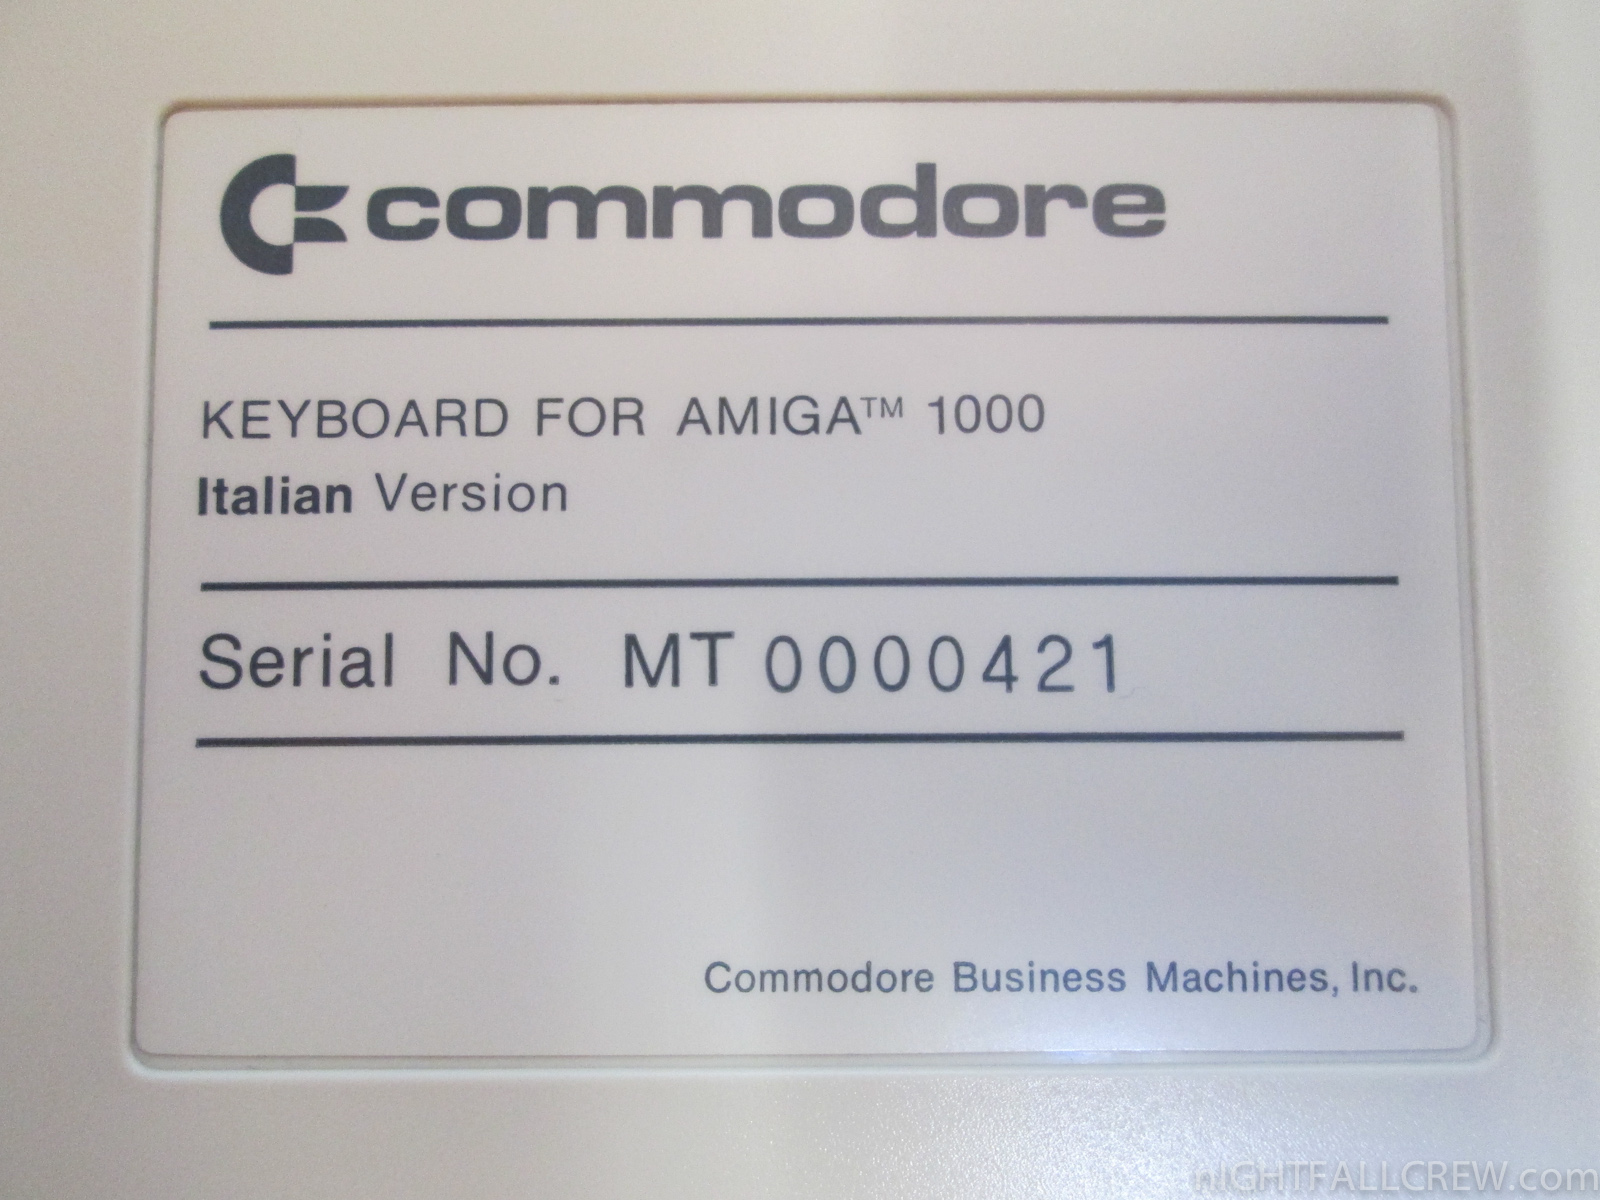 commodore
KEYBOARD FOR AMIGA™ 1000
Italian Version
Serial No. MT 0000421
Commodore Business Machines, Inc.
nIGHTFALLCREW.com